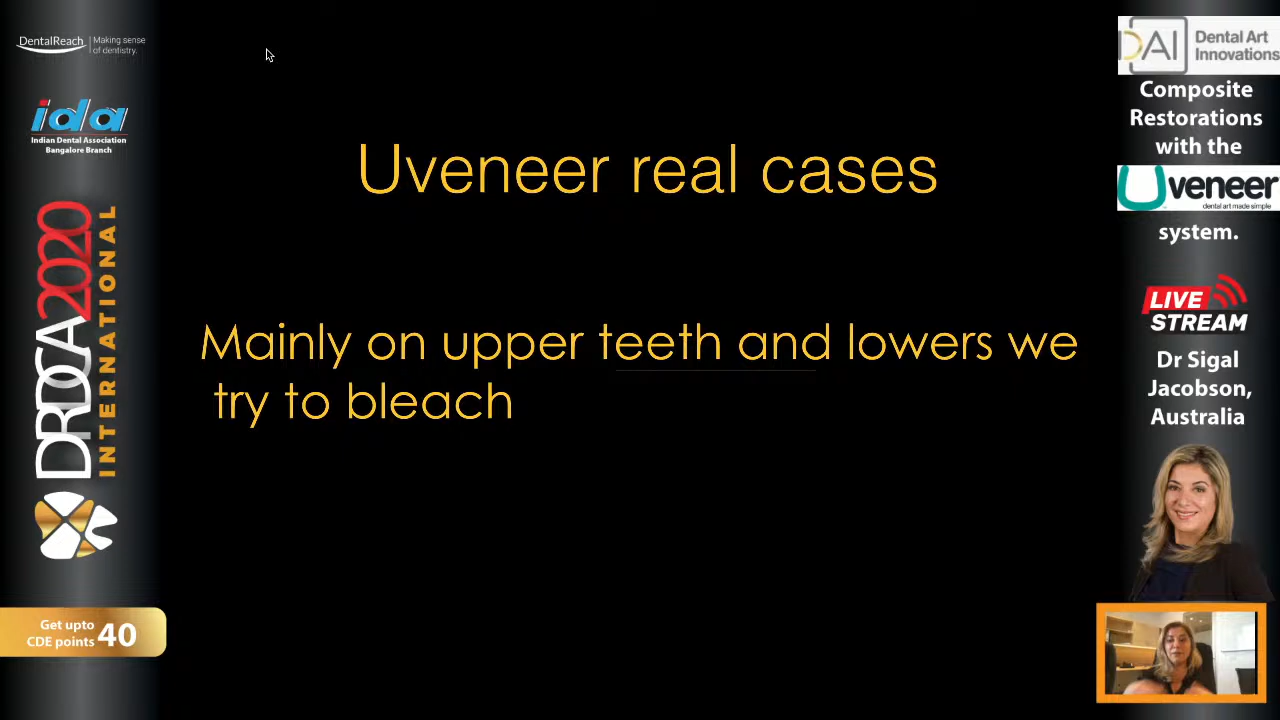 DentalReach
Making sense
of dentistry.
ida
Indian Dental Association
Bangalore Branch
DRDCA2020
INTERNATIONAL
Get upto
CDE points 40
Uveneer real cases
Mainly on upper teeth and lowers we
try to bleach
DAI Dental Art
Innovations
Composite
Restorations
with the
Uveneer
dental art made simple
system.
LIVE
STREAM
Dr Sigal
Jacobson,
Australia